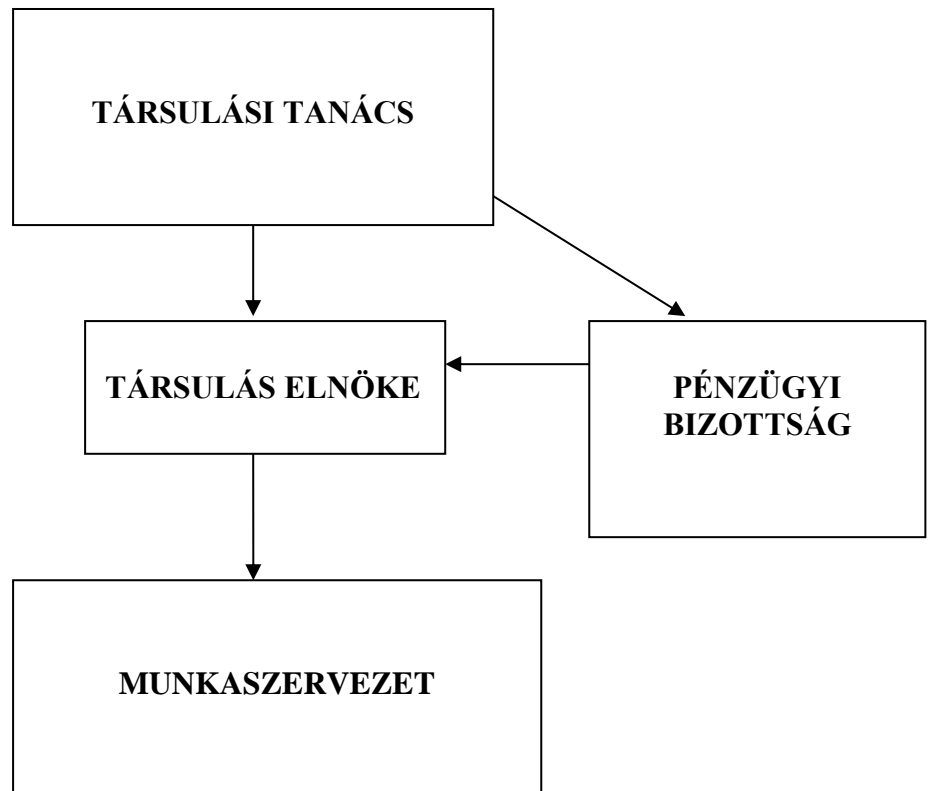 TÁRSULÁSI TANÁCS
TÁRSULÁS ELNÖKE
PÉNZÜGYI
BIZOTTSÁG
MUNKASZERVEZET